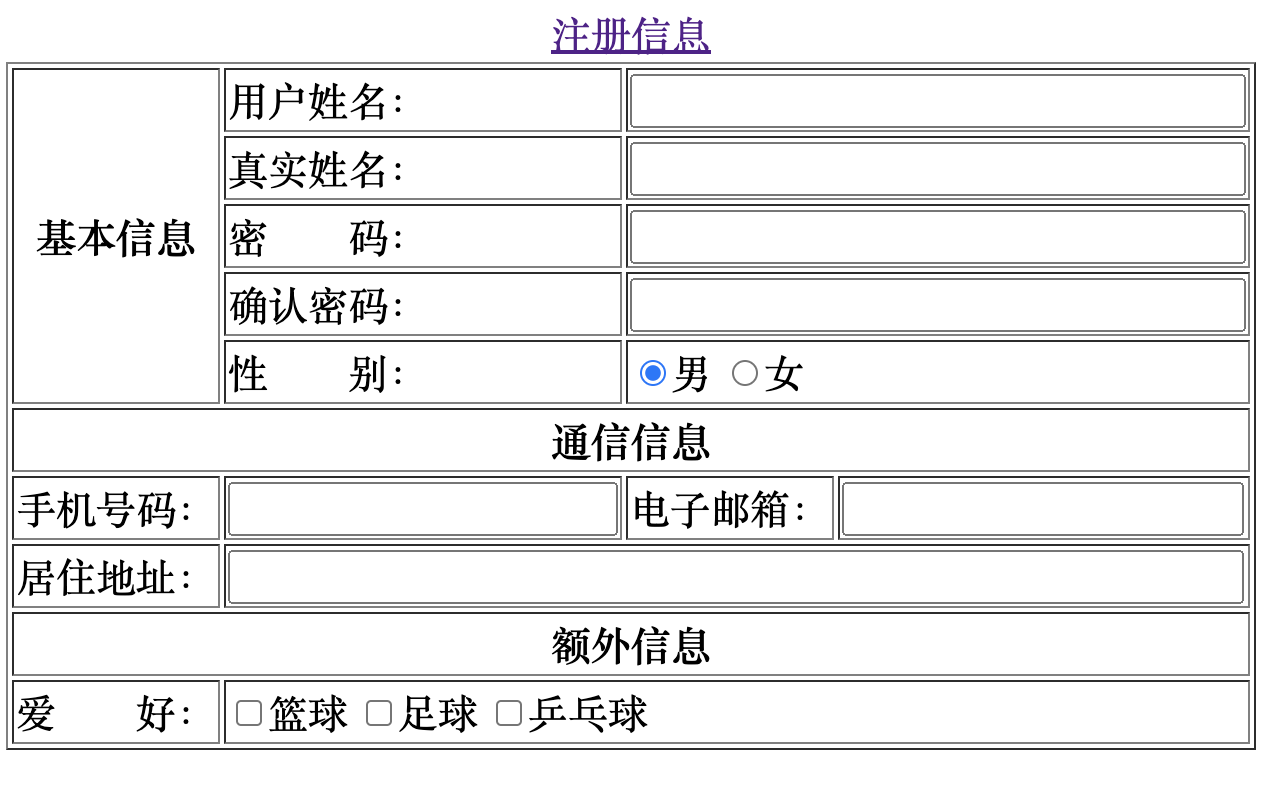 注册信息
用户姓名:
真实姓名:
基本信息
密　　码:
确认密码:
性　　别:
男 女
通信信息
手机号码:
电子邮箱:
居住地址:
额外信息
爱　　好:
篮球 足球 乒乓球